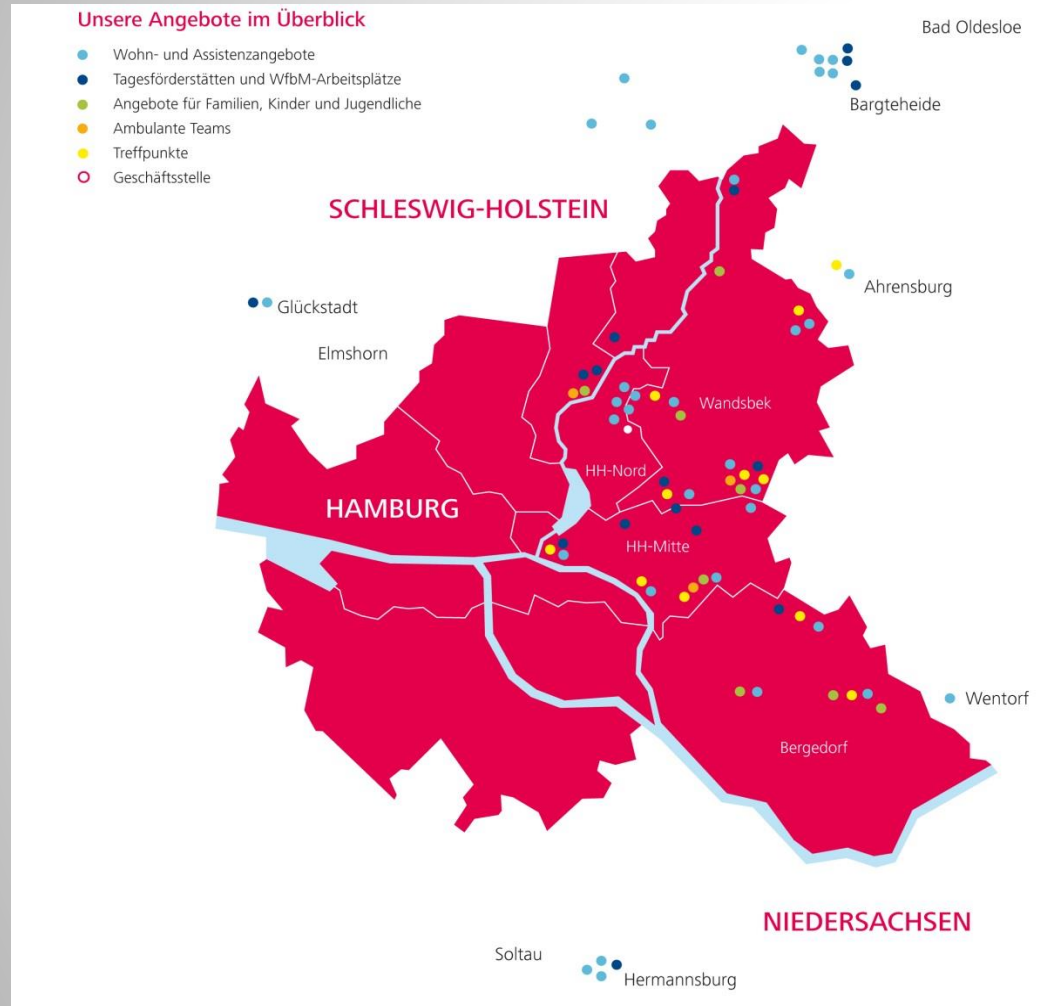 Unsere Angebote im Überblick
Wohn- und Assistenzangebote
Tagesförderstätten und WfbM-Arbeitsplätze
Angebote für Familien, Kinder und Jugendliche
Ambulante Teams
Treffpunkte
Geschäftsstelle
Bad Oldesloe
Bargteheide
SCHLESWIG-HOLSTEIN
Ahrensburg
Glückstadt
Elmshorn
Wandsbek
HH-Nord
HAMBURG
HH-Mitte
Wentorf
Bergedorf
NIEDERSACHSEN
Soltau
Hermannsburg